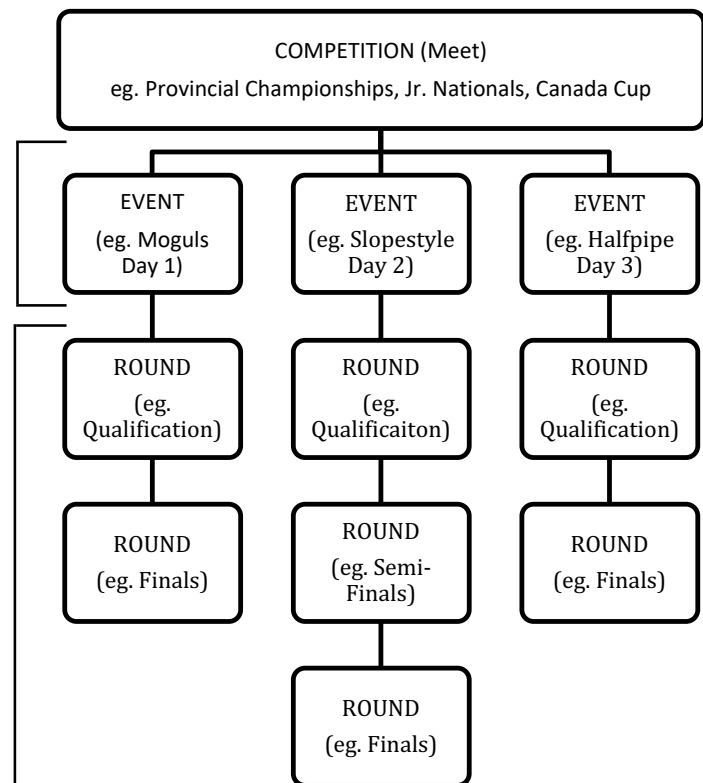 COMPETITION (Meet)
eg. Provincial Championships, Jr. Nationals, Canada Cup
EVENT
(eg. Moguls
Day 1)
EVENT
(eg. Slopestyle
Day 2)
EVENT
(eg. Halfpipe
Day 3)
ROUND
(eg.
Qualification)
ROUND
(eg.
Qualificaiton)
ROUND
(eg.
Qualification)
ROUND
(eg. Finals)
ROUND
(eg. Semi-
Finals)
ROUND
(eg. Finals)
ROUND
(eg. Finals)